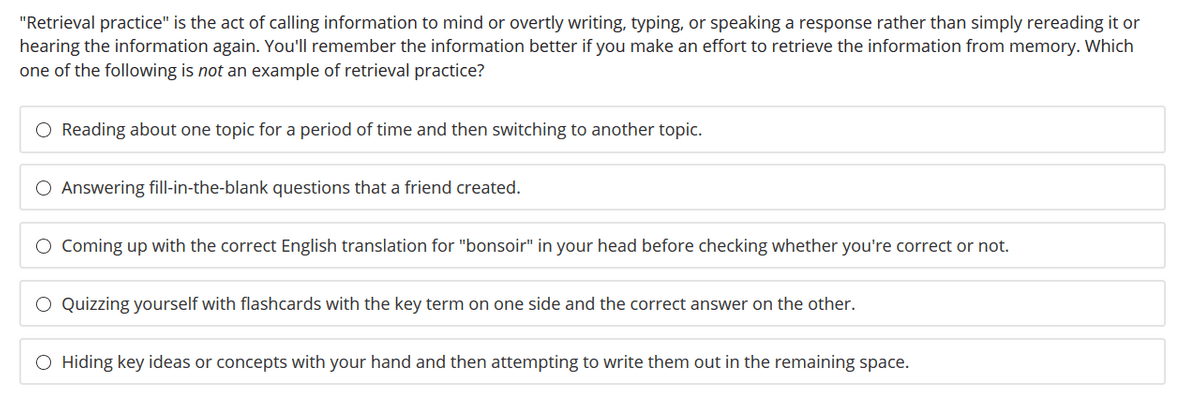 "Retrieval practice" is the act of calling information to mind or overtly writing, typing, or speaking a response rather than simply rereading it or
hearing the information again. You'll remember the information better if you make an effort to retrieve the information from memory. Which
one of the following is not an example of retrieval practice?
Reading about one topic for a period of time and then switching to another topic.
Answering fill-in-the-blank questions that a friend created.
Coming up with the correct English translation for "bonsoir" in your head before checking whether you're correct or not.
Quizzing yourself with flashcards with the key term on one side and the correct answer on the other.
Hiding key ideas or concepts with your hand and then attempting to write them out in the remaining space.